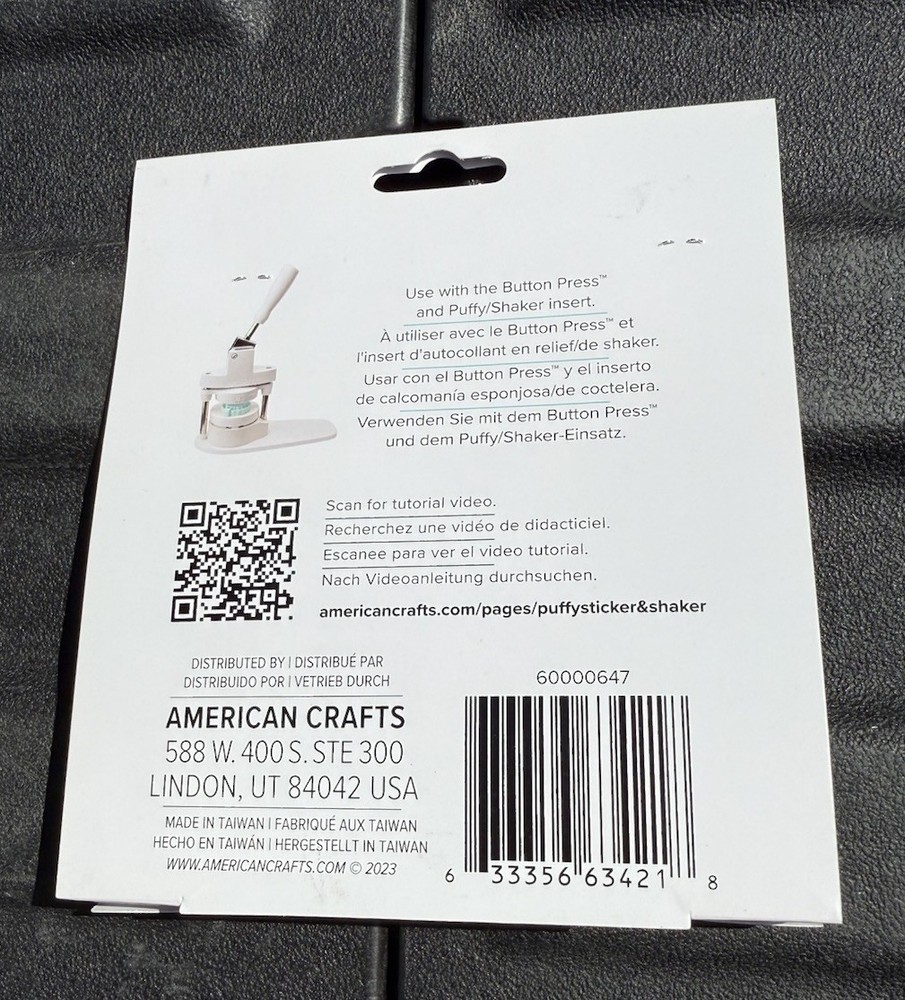 Use with the Button Press™
and Puffy/Shaker insert.
À utiliser avec le Button Press™ et
l'insert d'autocollant en relief/de shaker.
Usar con el Button Press™ y el inserto
de calcomanía esponjosa/de coctelera.
Verwenden Sie mit dem Button Press™
und dem Puffy/Shaker-Einsatz.
Scan for tutorial video.
Recherchez une vidéo de didacticiel.
Escanee para ver el video tutorial.
Nach Videoanleitung durchsuchen.
americancrafts.com/pages/puffysticker&shaker
DISTRIBUTED BY | DISTRIBUÉ PAR
DISTRIBUIDO POR | VETRIEB DURCH
AMERICAN CRAFTS
588 W. 400 S. STE 300
LINDON, UT 84042 USA
MADE IN TAIWAN | FABRIQUÉ AUX TAIWAN
HECHO EN TAIWÁN | HERGESTELLT IN TAIWAN
WWW.AMERICANCRAFTS.COM © 2023
60000647
6 33356 63421 8